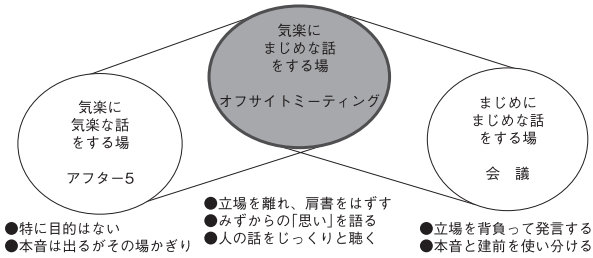 気楽に
まじめな話
をする場
オフサイトミーティング
気楽に
気楽な話
をする場
アフター5
まじめに
まじめな話
をする場
会　議
●特に目的はない
●本音は出るがその場かぎり
●立場を離れ、肩書をはずす
●みずからの「思い」を語る
●人の話をじっくりと聴く
●立場を背負って発言する
●本音と建前を使い分ける